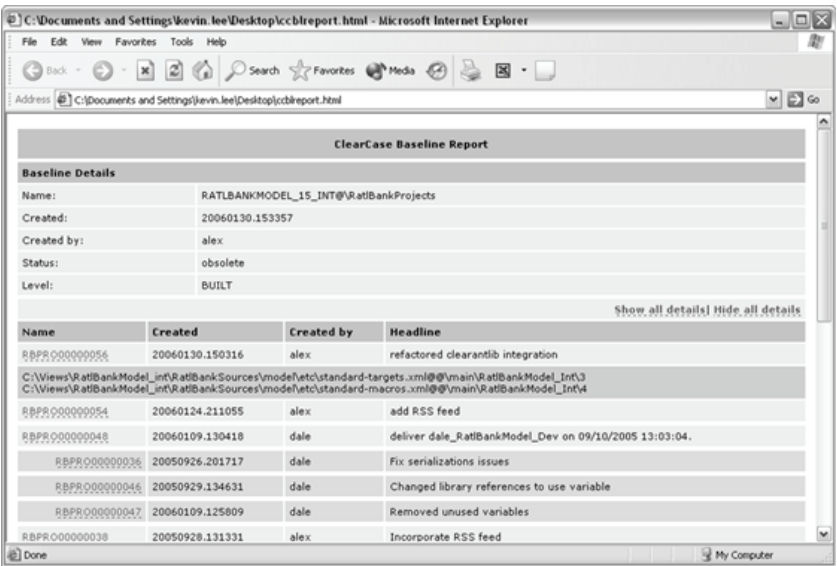 C:\Documents and Settings\kevin.lee\Desktop\ccblreport.html - Microsoft Internet Explorer
File Edit View Favorites Tools Help
Back Search Favorites Media
Address C:\Documents and Settings\kevin.lee\Desktop\ccblreport.html Go
ClearCase Baseline Report
Baseline Details
Name: RATLBANKMODEL_15_INT@\RatlBankProjects
Created: 20060130.153357
Created by: alex
Status: obsolete
Level: BUILT
Show all details| Hide all details
Name Created Created by Headline
RBPRO00000056 20060130.150316 alex refactored clearantlib integration
C:\Views\RatlBankModel_int\RatlBankSources\model\etc\standard-targets.xml@@\main\RatlBankModel_Int\3
C:\Views\RatlBankModel_int\RatlBankSources\model\etc\standard-macros.xml@@\main\RatlBankModel_Int\4
RBPRO00000054 20060124.211055 alex add RSS feed
RBPRO00000048 20060109.130418 dale deliver dale_RatlBankModel_Dev on 09/10/2005 13:03:04.
RBPRO00000036 20050926.201717 dale Fix serializations issues
RBPRO00000046 20050929.134631 dale Changed library references to use variable
RBPRO00000047 20060109.125809 dale Removed unused variables
RBPRO00000038 20050928.131331 alex Incorporate RSS feed
Done My Computer